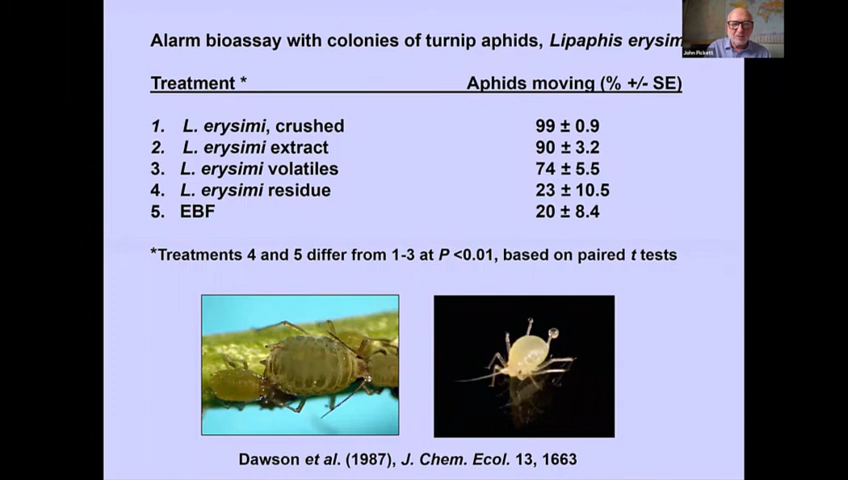 Alarm bioassay with colonies of turnip aphids, Lipaphis erysim
John Pickett
Treatment * Aphids moving (% +/- SE)
1. L. erysimi, crushed 99 ± 0.9
2. L. erysimi extract 90 ± 3.2
3. L. erysimi volatiles 74 ± 5.5
4. L. erysimi residue 23 ± 10.5
5. EBF 20 ± 8.4
*Treatments 4 and 5 differ from 1-3 at P <0.01, based on paired t tests
Dawson et al. (1987), J. Chem. Ecol. 13, 1663